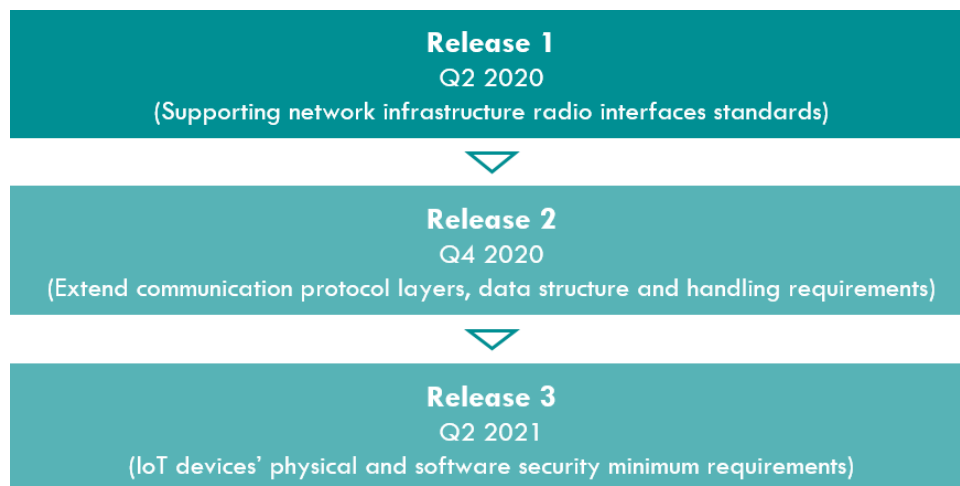 Release 1
Q2 2020
(Supporting network infrastructure radio interfaces standards)
Release 2
Q4 2020
(Extend communication protocol layers, data structure and handling requirements)
Release 3
Q2 2021
(IoT devices’ physical and software security minimum requirements)